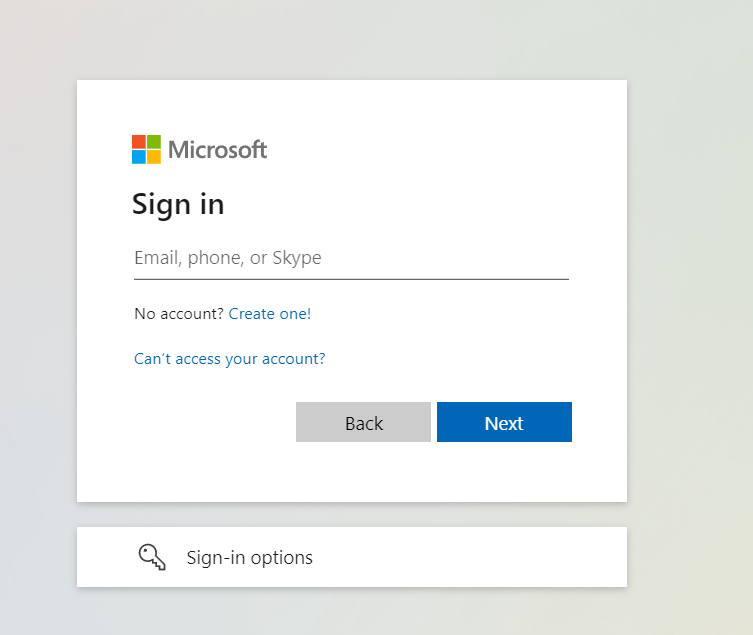 Microsoft
Sign in
Email, phone, or Skype
No account? Create one!
Can’t access your account?
Back Next
Sign-in options